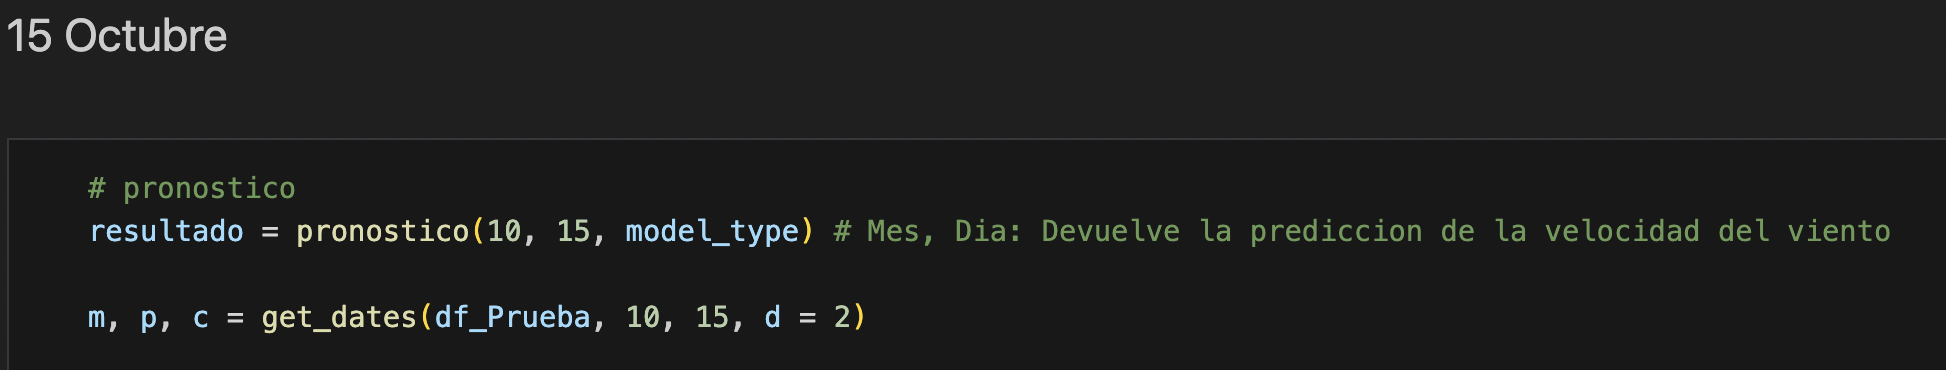 15 Octubre
# pronostico
resultado = pronostico(10, 15, model_type) # Mes, Dia: Devuelve la prediccion de la velocidad del viento
m, p, c = get_dates(df_Prueba, 10, 15, d = 2)